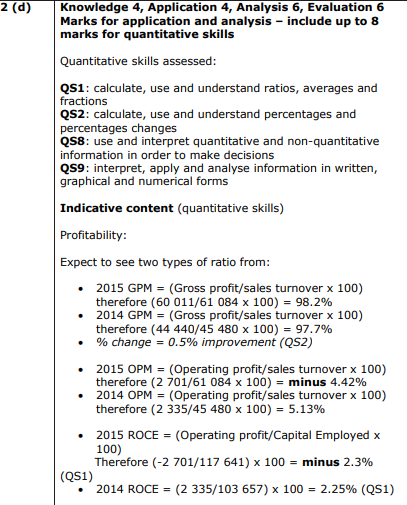 2 (d)
Knowledge 4, Application 4, Analysis 6, Evaluation 6
Marks for application and analysis – include up to 8
marks for quantitative skills
Quantitative skills assessed:
QS1: calculate, use and understand ratios, averages and
fractions
QS2: calculate, use and understand percentages and
percentages changes
QS8: use and interpret quantitative and non-quantitative
information in order to make decisions
QS9: interpret, apply and analyse information in written,
graphical and numerical forms
Indicative content (quantitative skills)
Profitability:
Expect to see two types of ratio from:
• 2015 GPM = (Gross profit/sales turnover x 100)
therefore (60 011/61 084 x 100) = 98.2%
• 2014 GPM = (Gross profit/sales turnover x 100)
therefore (44 440/45 480 x 100) = 97.7%
• % change = 0.5% improvement (QS2)
• 2015 OPM = (Operating profit/sales turnover x 100)
therefore (2 701/61 084 x 100) = minus 4.42%
• 2014 OPM = (Operating profit/sales turnover x 100)
therefore (2 335/45 480 x 100) = 5.13%
• 2015 ROCE = (Operating profit/Capital Employed x
100)
Therefore (-2 701/117 641) x 100 = minus 2.3%
(QS1)
• 2014 ROCE = (2 335/103 657) x 100 = 2.25% (QS1)